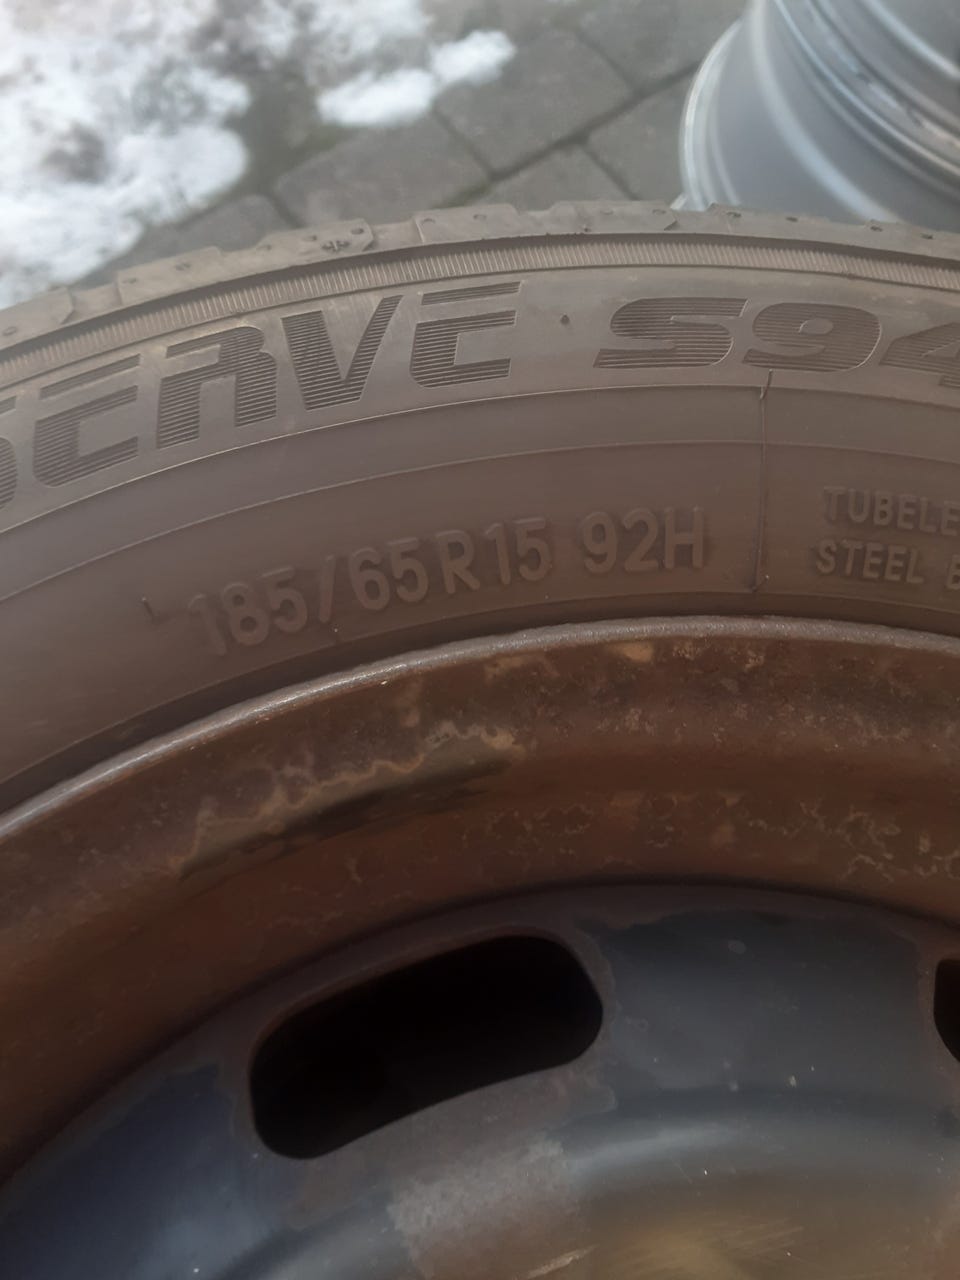 SERVE S94
185/65R15 92H
TUBELE
STEEL